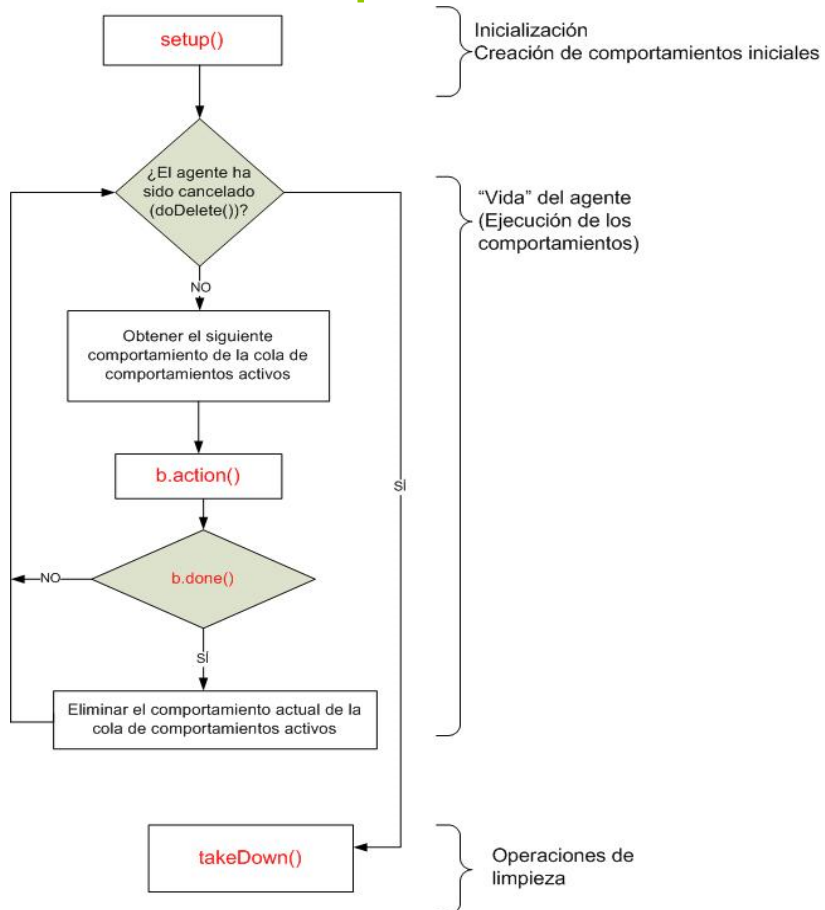 setup()
Inicialización
Creación de comportamientos iniciales
¿El agente ha
sido cancelado
(doDelete())?
"Vida" del agente
(Ejecución de los
comportamientos)
NO
Obtener el siguiente
comportamiento de la cola de
comportamientos activos
b.action()
SÍ
b.done()
NO
SÍ
Eliminar el comportamiento actual de la
cola de comportamientos activos
takeDown()
Operaciones de
limpieza